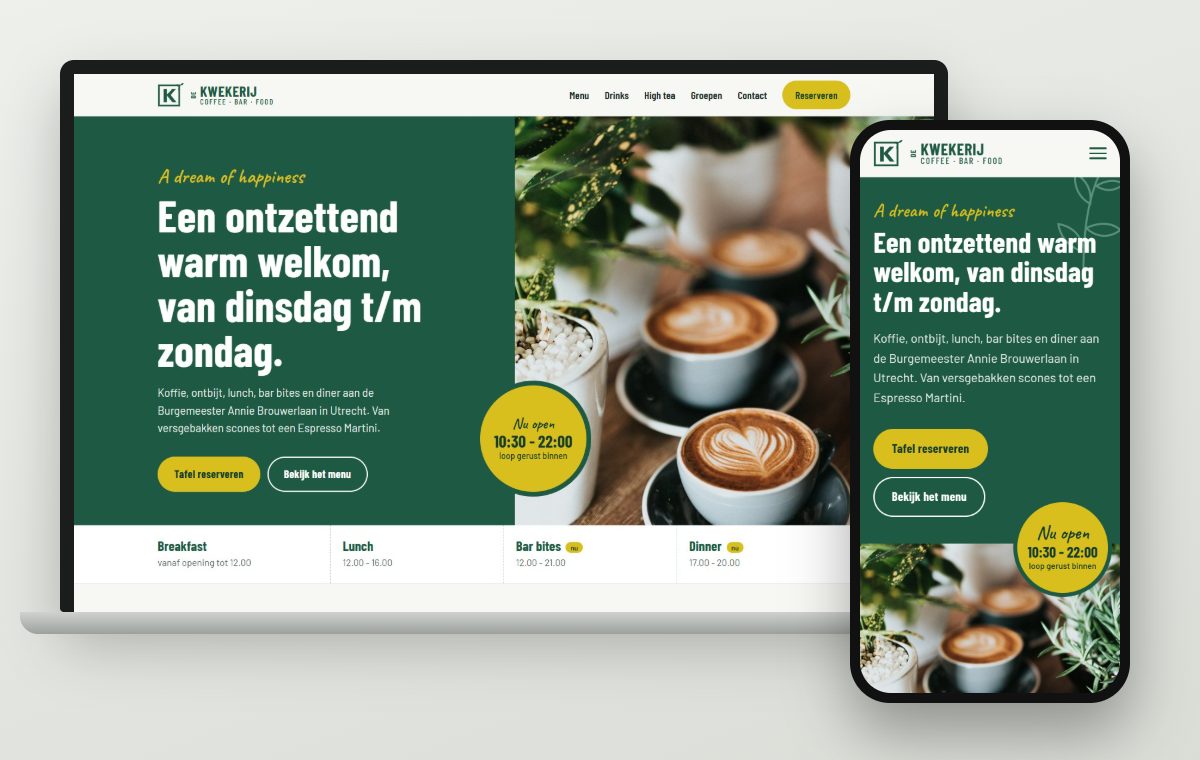 K DE KWEKERIJ
COFFEE · BAR · FOOD
Menu Drinks High tea Groepen Contact Reserveren
A dream of happiness
Een ontzettend
warm welkom,
van dinsdag t/m
zondag.
Koffie, ontbijt, lunch, bar bites en diner aan de
Burgemeester Annie Brouwerlaan in Utrecht. Van
versgebakken scones tot een Espresso Martini.
Tafel reserveren Bekijk het menu
Nu open
10:30 - 22:00
loop gerust binnen
Breakfast
vanaf opening tot 12.00
Lunch
12.00 - 16.00
Bar bites nu
12.00 - 21.00
Dinner nu
17.00 - 20.00
K DE KWEKERIJ
COFFEE · BAR · FOOD
A dream of happiness
Een ontzettend warm
welkom, van dinsdag
t/m zondag.
Koffie, ontbijt, lunch, bar bites en diner aan
de Burgemeester Annie Brouwerlaan in
Utrecht. Van versgebakken scones tot een
Espresso Martini.
Tafel reserveren
Bekijk het menu
Nu open
10:30 - 22:00
loop gerust binnen